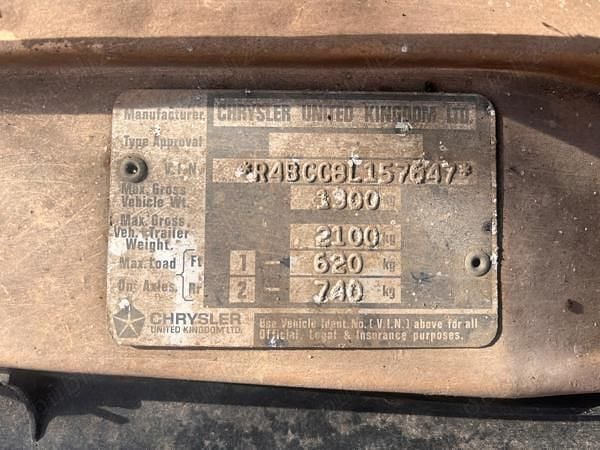 Manufacturer. CHRYSLER UNITED KINGDOM LTD
Type Approval
V.I.N. *R4BCC8L157647*
Max. Gross
Vehicle Wt. 1300 kg
Max. Gross
Veh. Trailer 2100 kg
Weight.
Max. Load { Ft 1 - 620 kg
On Axles. { Rr 2 - 740 kg
CHRYSLER
UNITED KINGDOM LTD.
Use Vehicle Ident. No. (V.I.N.) above for all
Official, Legal & Insurance purposes.